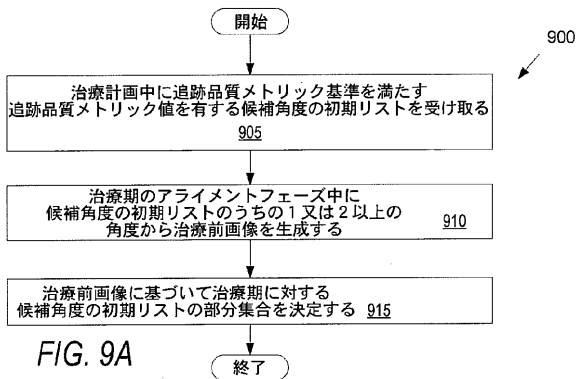 開始
900
治療計画中に追跡品質メトリック基準を満たす
追跡品質メトリック値を有する候補角度の初期リストを受け取る
905
治療期のアライメントフェーズ中に
候補角度の初期リストのうちの1又は2以上の
角度から治療前画像を生成する
910
治療前画像に基づいて治療期に対する
候補角度の初期リストの部分集合を決定する 915
FIG. 9A
終了